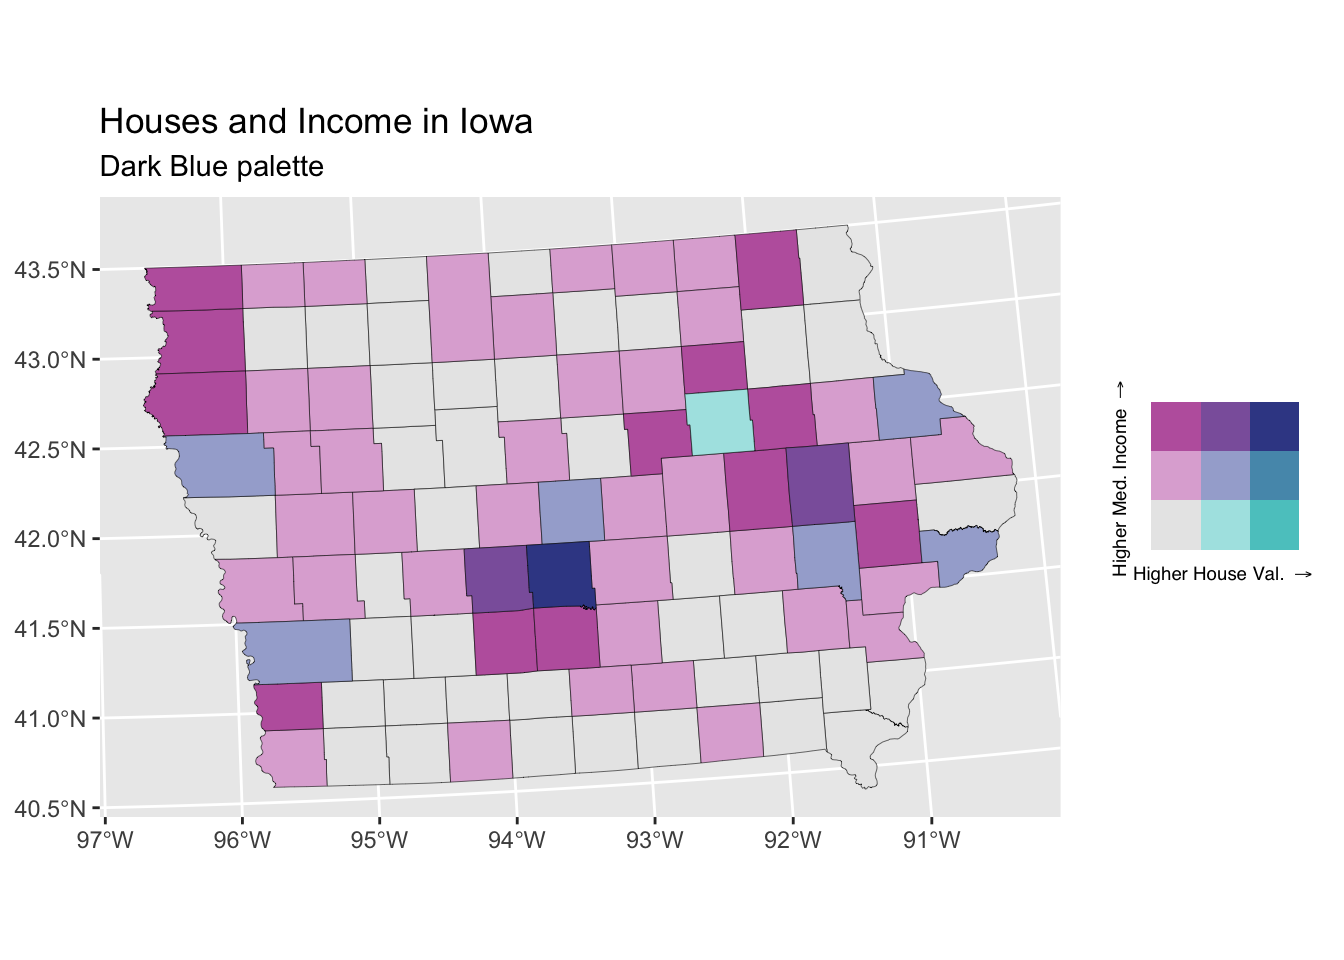 Houses and Income in Iowa
Dark Blue palette
43.5°N
43.0°N
42.5°N
42.0°N
41.5°N
41.0°N
40.5°N
97°W
96°W
95°W
94°W
93°W
92°W
91°W
Higher Med. Income →
Higher House Val. →